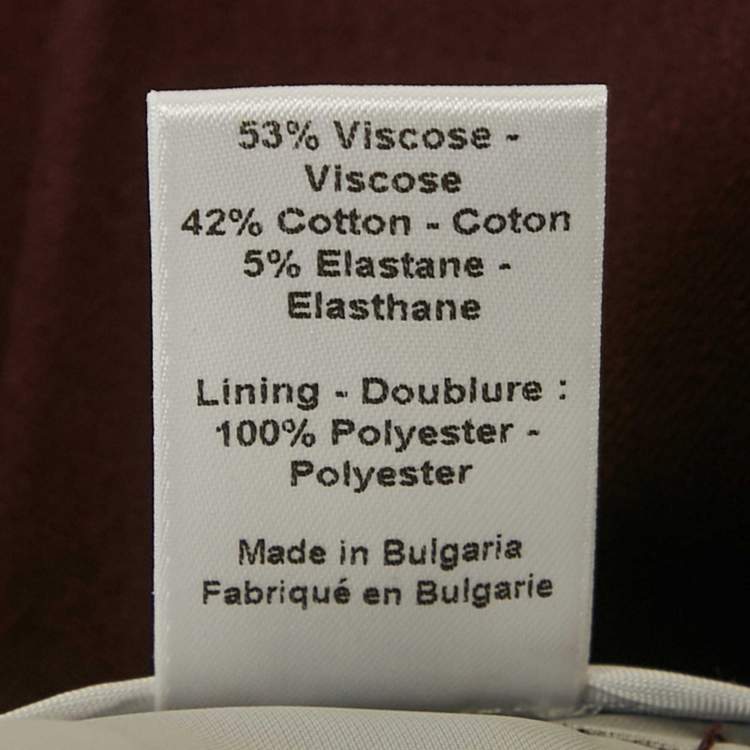 53% Viscose -
Viscose
42% Cotton - Coton
5% Elastane -
Elasthane
Lining - Doublure :
100% Polyester -
Polyester
Made in Bulgaria
Fabriqué en Bulgarie